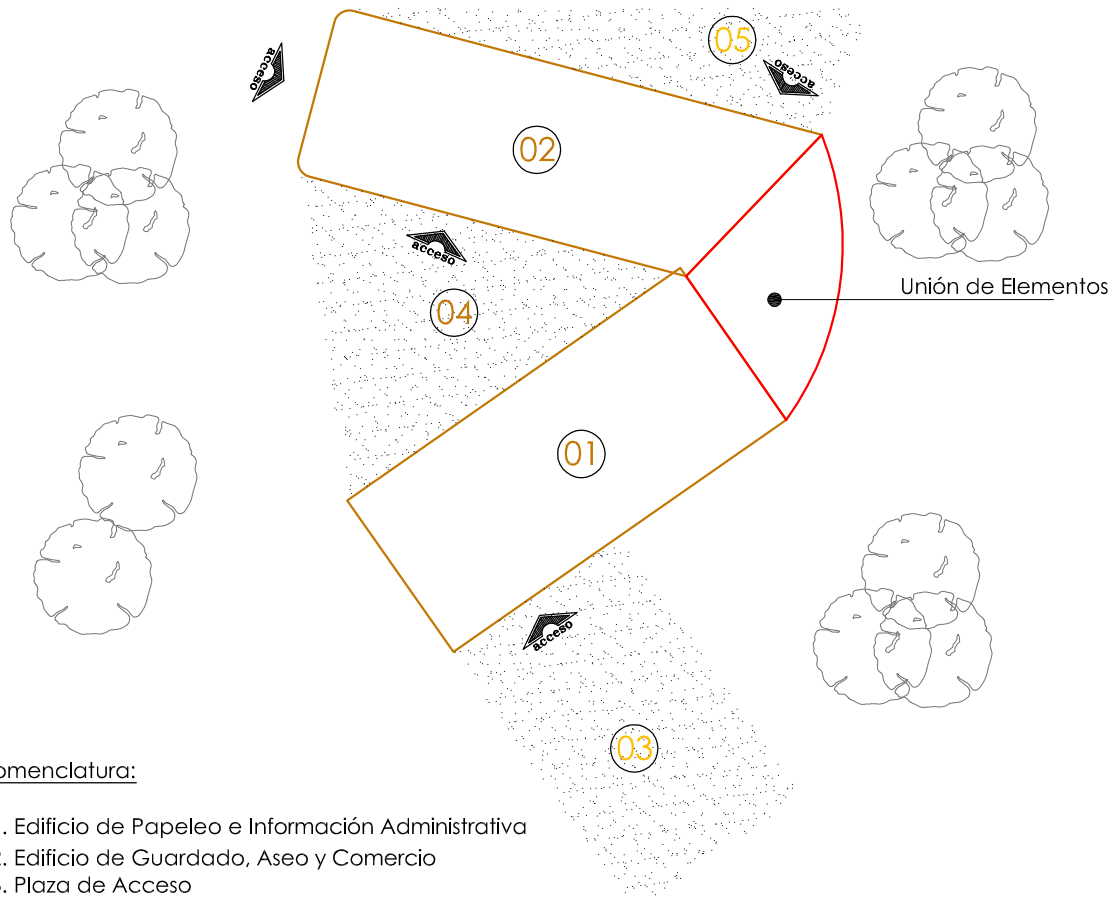 05
acceso
acceso
02
acceso
04
Unión de Elementos
01
acceso
03
omenclatura:
. Edificio de Papeleo e Información Administrativa
. Edificio de Guardado, Aseo y Comercio
. Plaza de Acceso